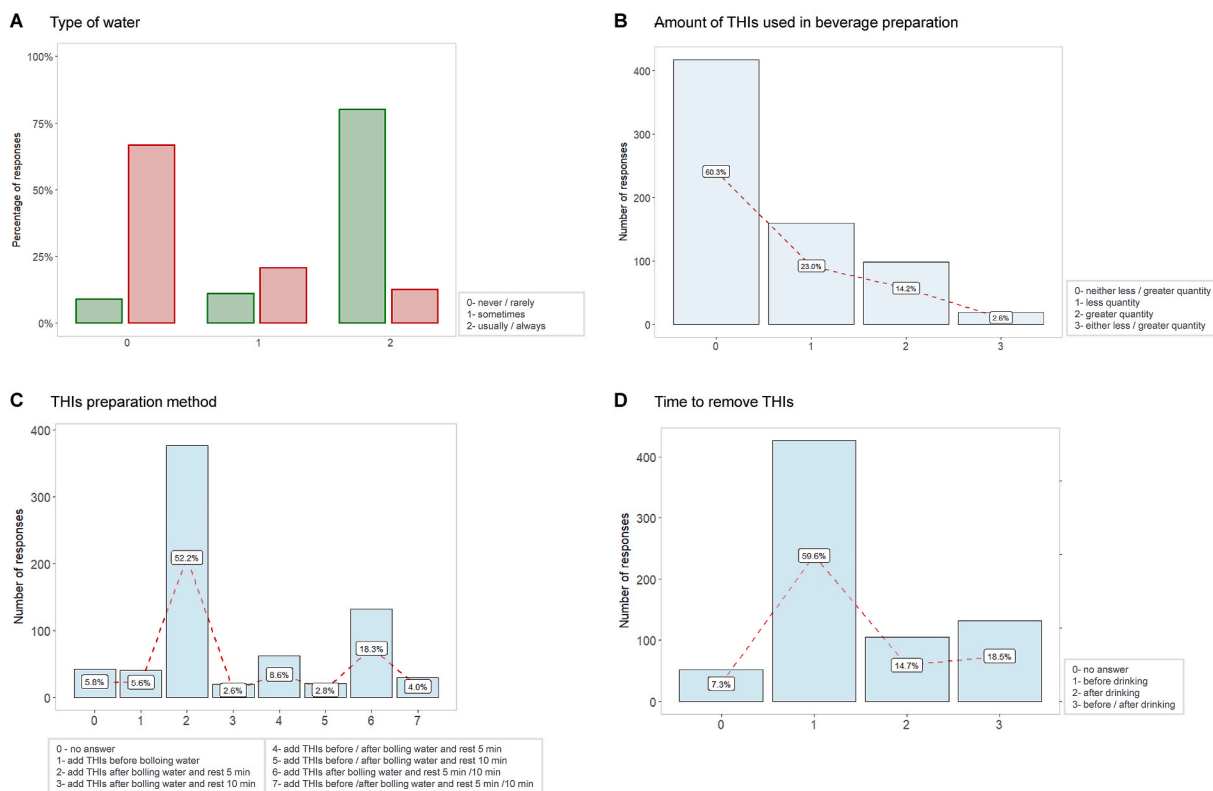 A Type of water
100%
75%
50%
25%
0%
Percentage of responses
0 1 2
0- never / rarely
1- sometimes
2- usually / always
B Amount of THIs used in beverage preparation
400
300
200
100
0
Number of responses
60.3%
23.0%
14.2%
2.6%
0 1 2 3
0- neither less / greater quantity
1- less quantity
2- greater quantity
3- either less / greater quantity
C THIs preparation method
400
300
200
100
0
Number of responses
5.8% 5.6% 52.2% 2.6% 8.6% 2.8% 18.3% 4.0%
0 1 2 3 4 5 6 7
0 - no answer
1- add THIs before bolloing water
2- add THIs after bolling water and rest 5 min
3- add THIs after bolling water and rest 10 min
4- add THIs before / after bolling water and rest 5 min
5- add THIs before / after bolling water and rest 10 min
6- add THIs after bolling water and rest 5 min /10 min
7- add THIs before /after bolling water and rest 5 min /10 min
D Time to remove THIs
400
300
200
100
0
Number of responses
7.3%
59.6%
14.7%
18.5%
0 1 2 3
0- no answer
1- before drinking
2- after drinking
3- before / after drinking